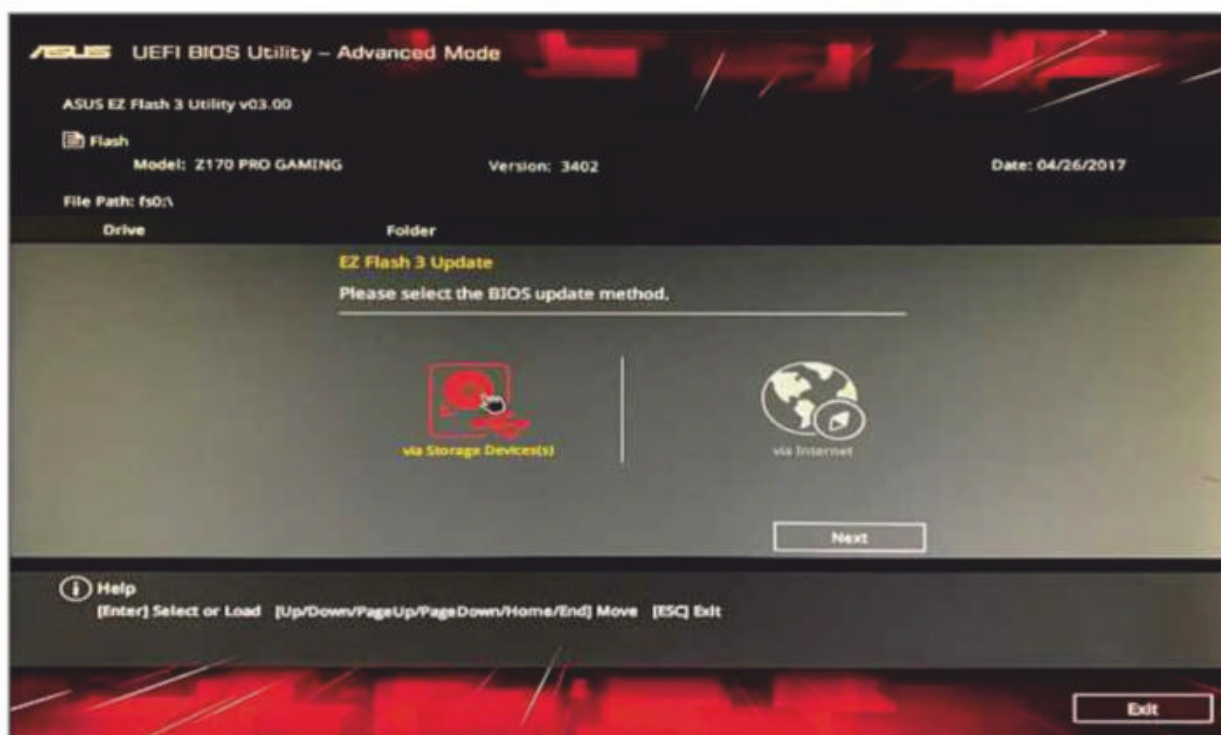 ASUS UEFI BIOS Utility – Advanced Mode
ASUS EZ Flash 3 Utility v03.00
Flash
Model: Z170 PRO GAMING Version: 3402 Date: 04/26/2017
File Path: fs0:\
Drive Folder
EZ Flash 3 Update
Please select the BIOS update method.
via Storage Devices(s) via Internet
Next
Help
[Enter] Select or Load [Up/Down/PageUp/PageDown/Home/End] Move [ESC] Exit
Exit